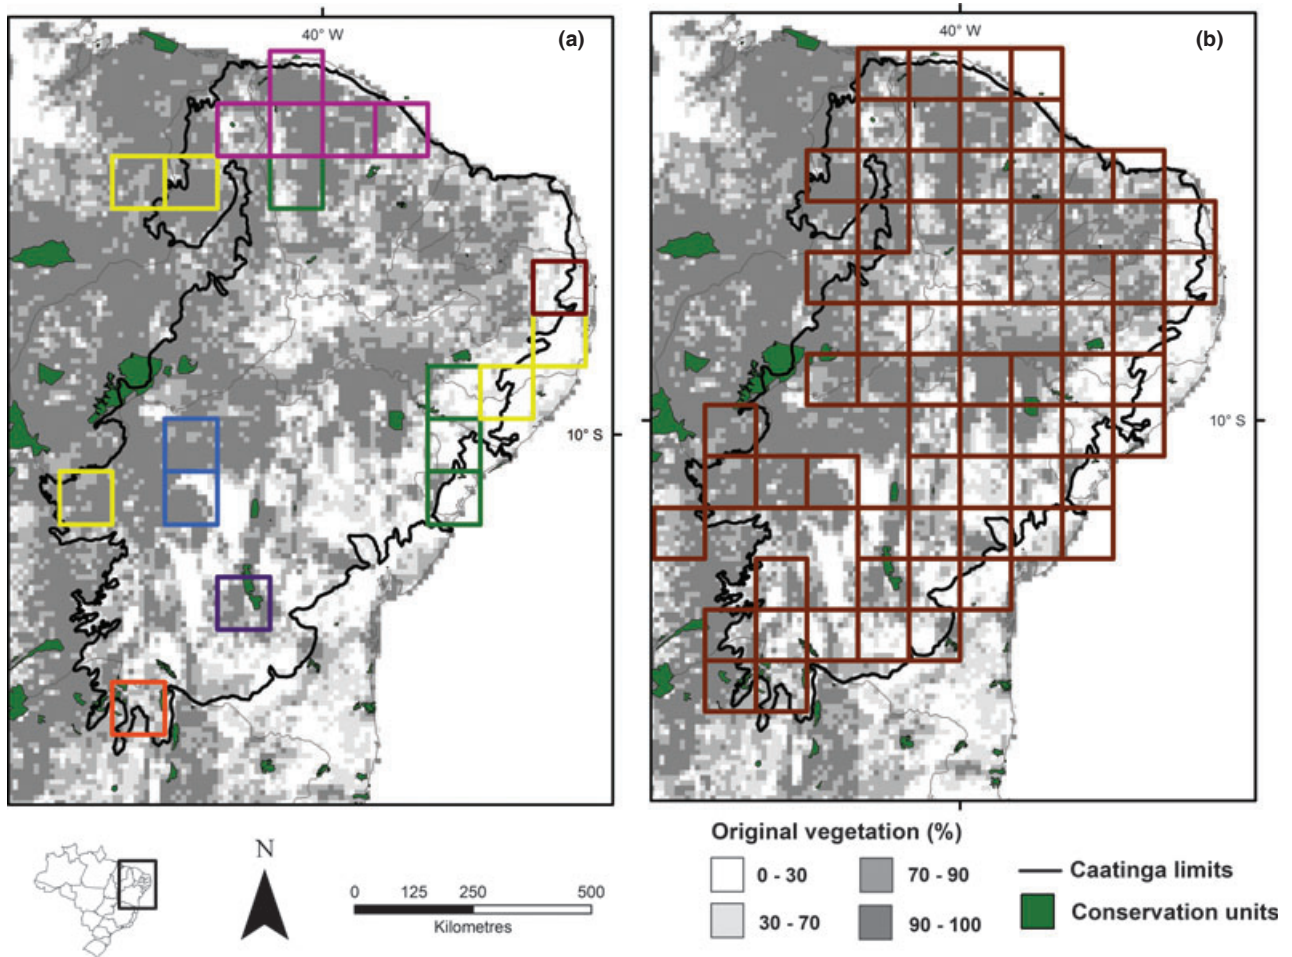 40° W
(a)
40° W
(b)
10° S
10° S
N
0 125 250 500
Kilometres
Original vegetation (%)
0 - 30
70 - 90
30 - 70
90 - 100
Caatinga limits
Conservation units